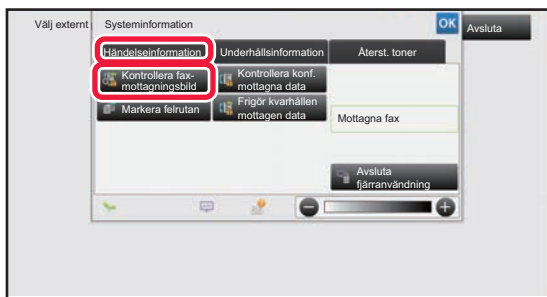 Välj externt
Systeminformation
OK
Avsluta
Händelseinformation
Underhållsinformation
Återst. toner
Kontrollera fax-
mottagningsbild
Kontrollera konf.
mottagna data
Markera felrutan
Frigör kvarhållen
mottagen data
Mottagna fax
Avsluta
fjärranvändning